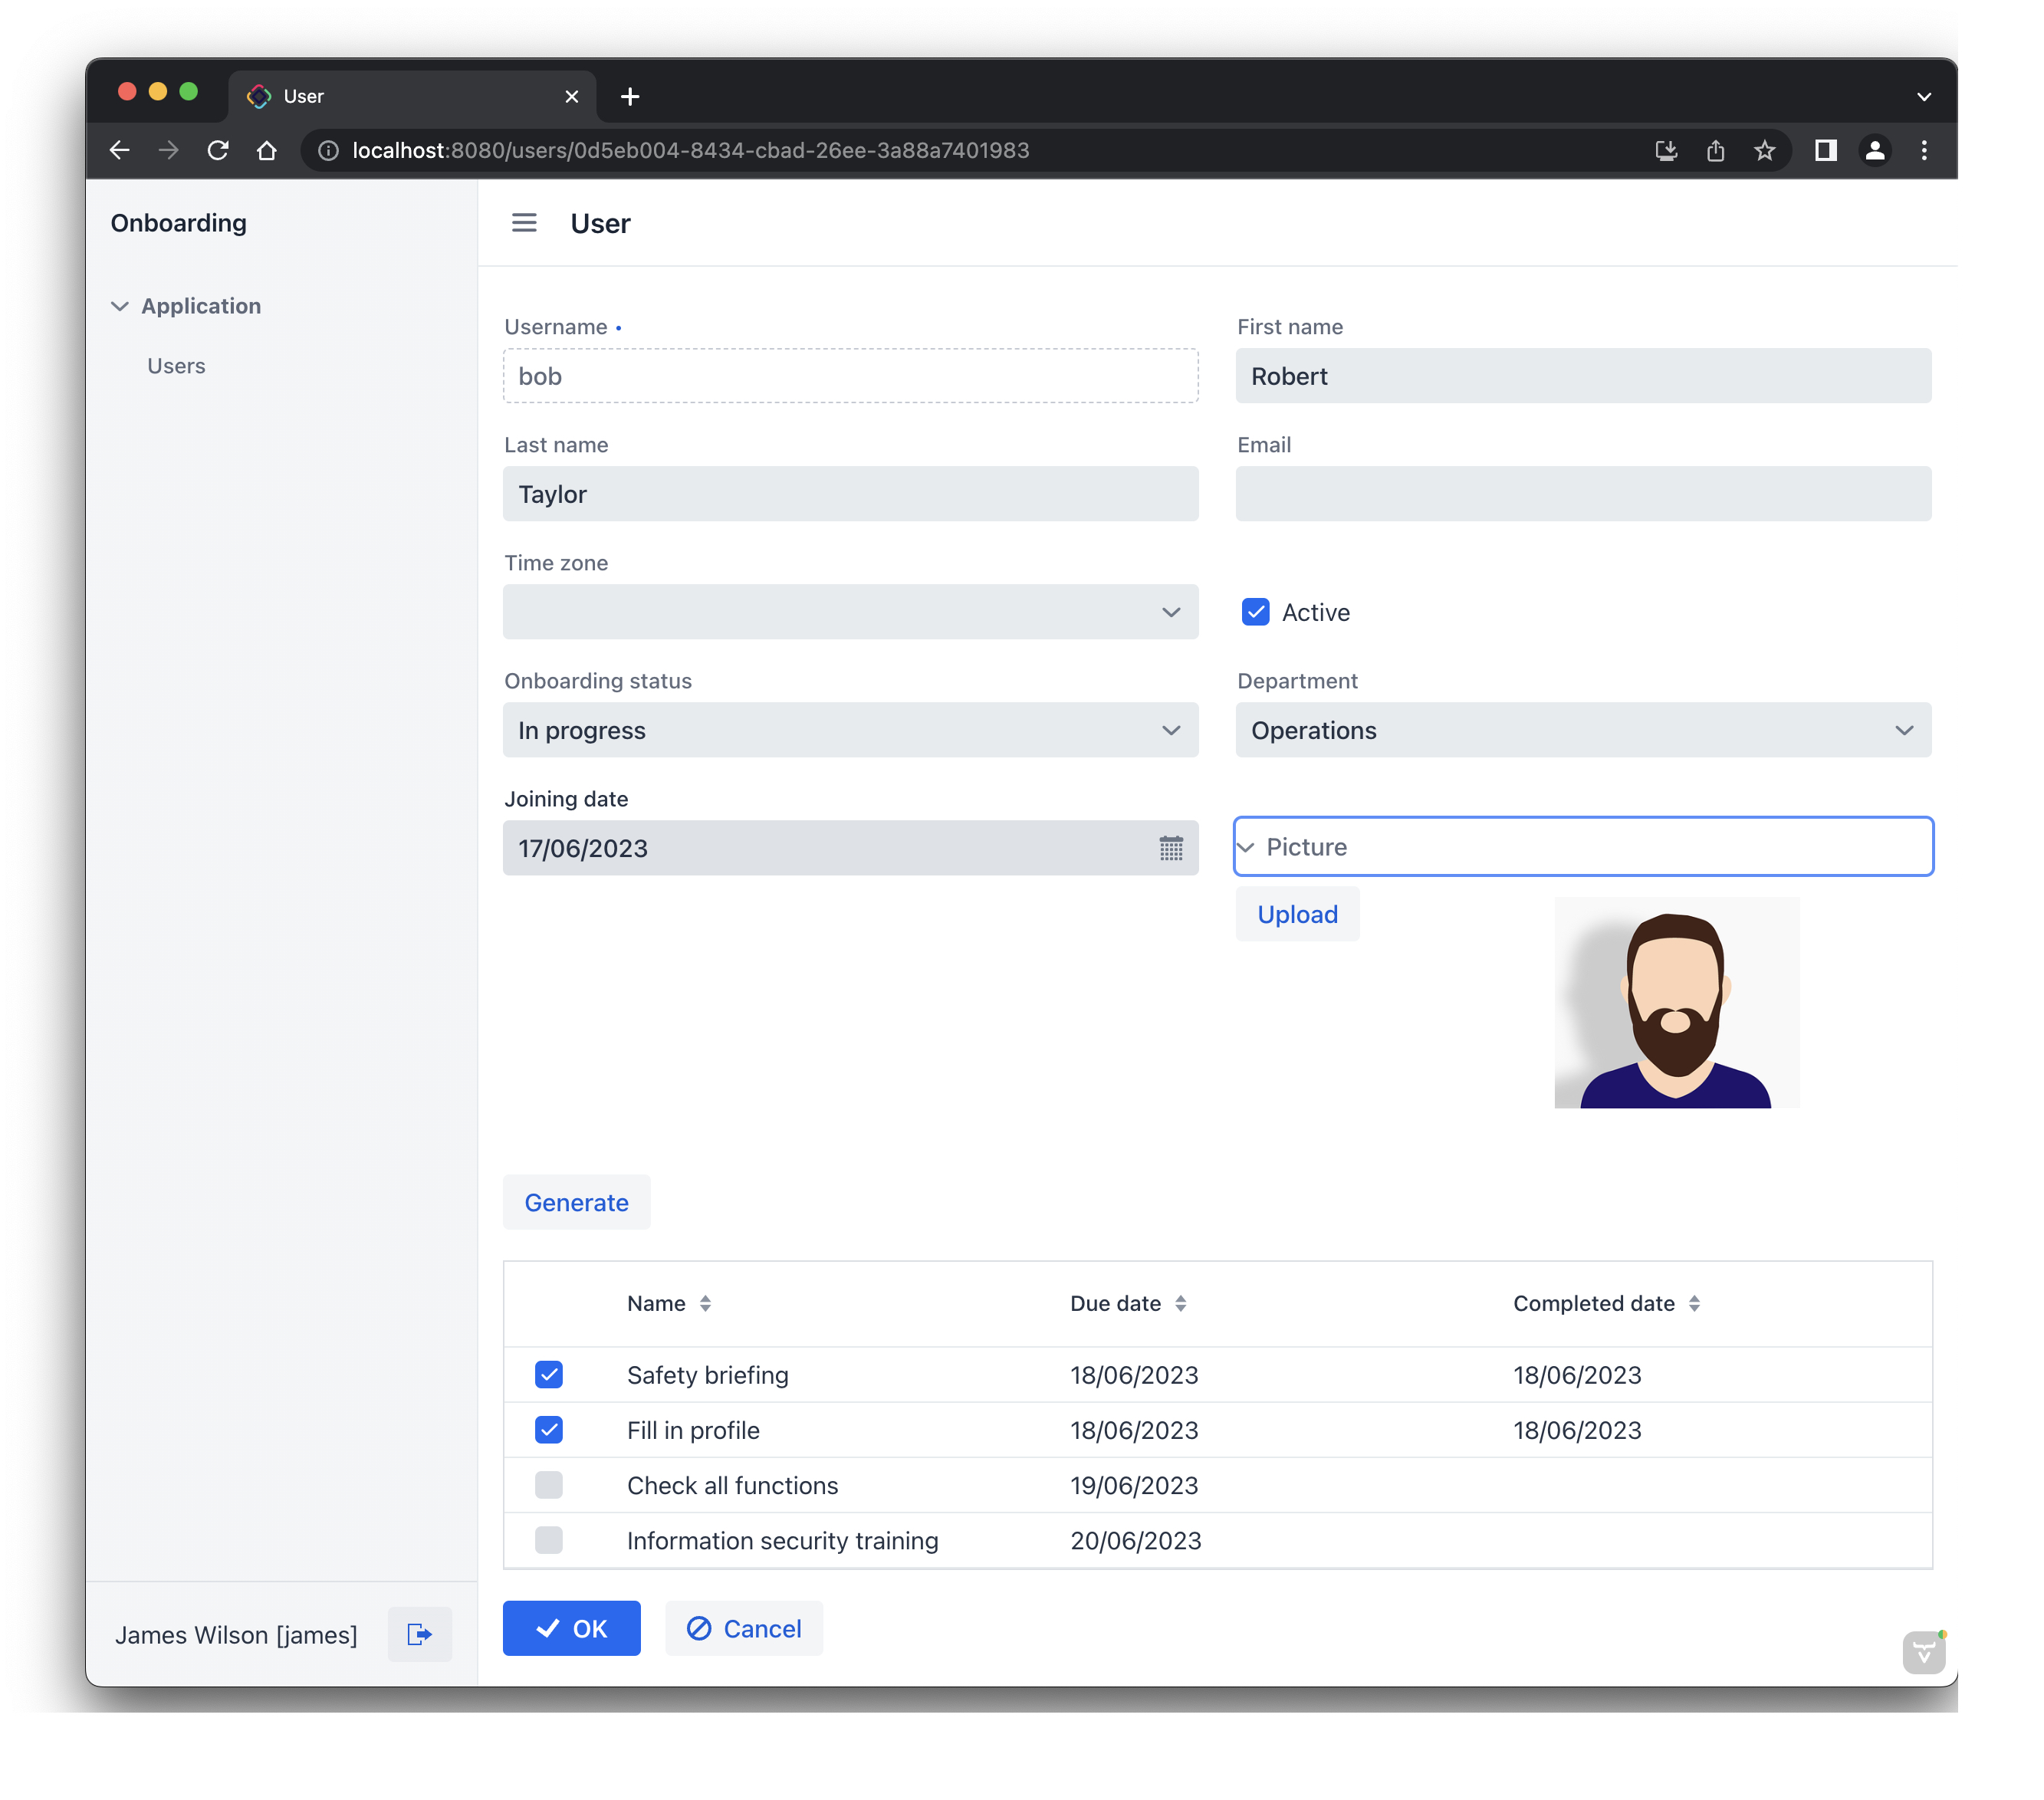 User
localhost:8080/users/0d5eb004-8434-cbad-26ee-3a88a7401983
Onboarding
User
Application
Users
Username •
First name
bob
Robert
Last name
Email
Taylor
Time zone
Active
Onboarding status
Department
In progress
Operations
Joining date
17/06/2023
Picture
Upload
Generate
Name Due date Completed date
Safety briefing 18/06/2023 18/06/2023
Fill in profile 18/06/2023 18/06/2023
Check all functions 19/06/2023
Information security training 20/06/2023
James Wilson [james]
OK
Cancel